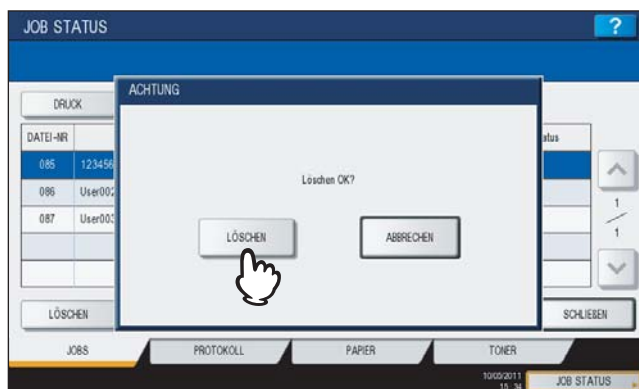 JOB STATUS
?
ACHTUNG
DRUCK
DATEI-NR
atus
085 123456
086 User002
087 User003
Löschen OK?
LÖSCHEN ABBRECHEN
1
1
LÖSCHEN SCHLIEßEN
JOBS PROTOKOLL PAPIER TONER
10/05/2011
15:34
JOB STATUS